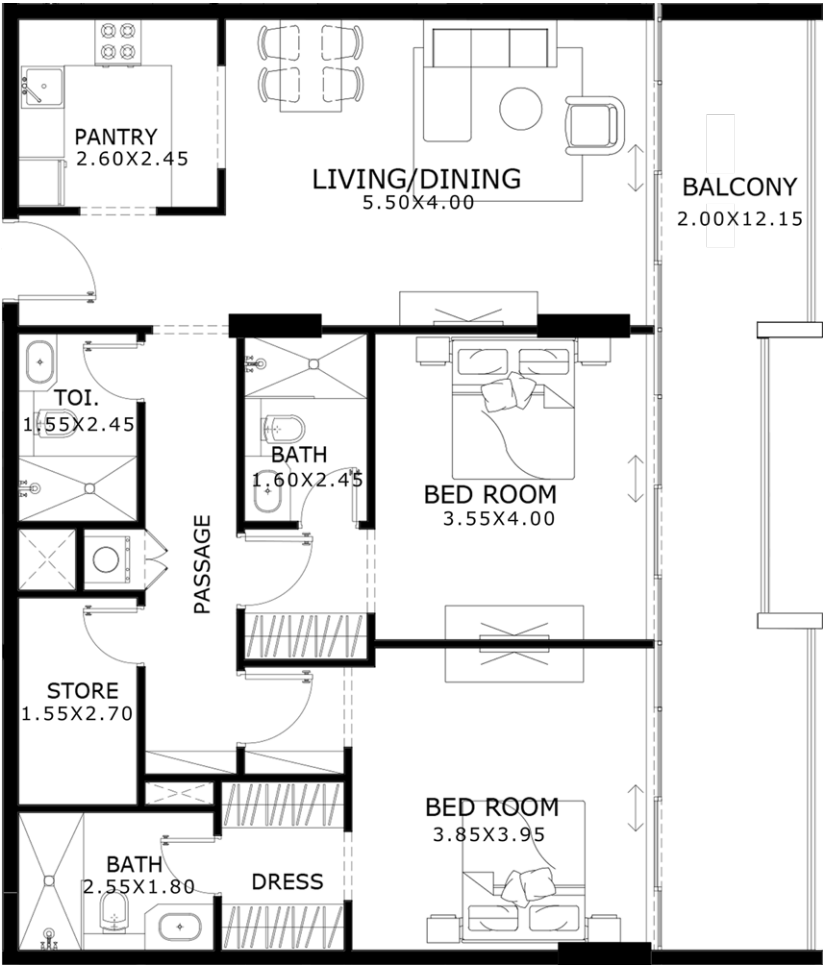 PANTRY
2.60X2.45
LIVING/DINING
5.50X4.00
BALCONY
2.00X12.15
TOI.
1.55X2.45
BATH
1.60X2.45
BED ROOM
3.55X4.00
PASSAGE
STORE
1.55X2.70
BED ROOM
3.85X3.95
BATH
2.55X1.80
DRESS